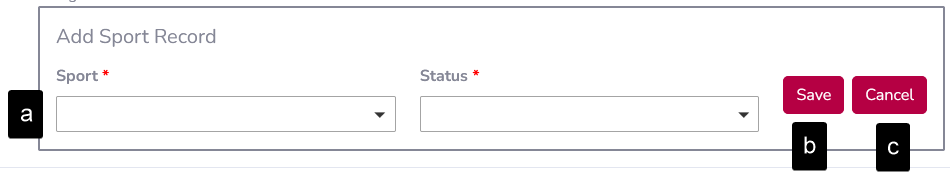 Add Sport Record
Sport * Status *
Save Cancel
a
b c